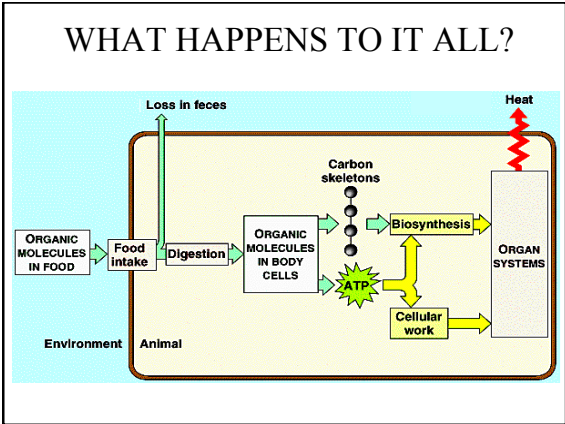 WHAT HAPPENS TO IT ALL?
Loss in feces
Heat
Carbon
skeletons
ORGANIC
MOLECULES
IN FOOD
Food
intake
Digestion
ORGANIC
MOLECULES
IN BODY
CELLS
Biosynthesis
ATP
Cellular
work
ORGAN
SYSTEMS
Environment
Animal